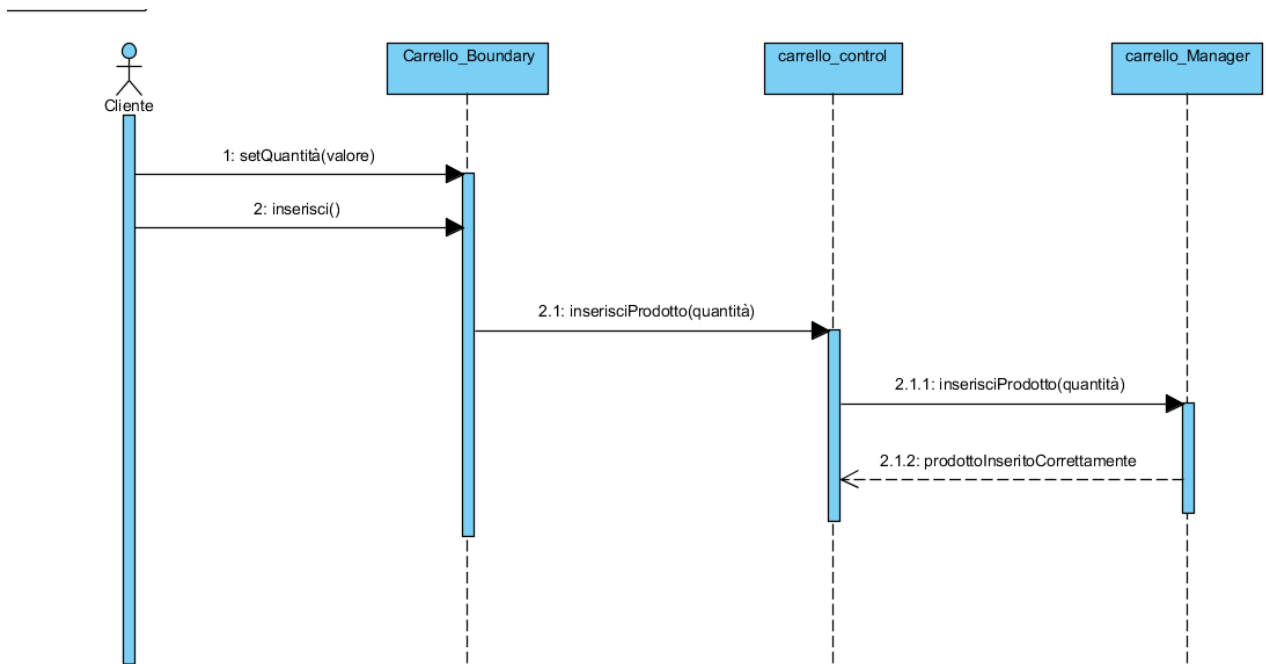 Carrello_Boundary
carrello_control
carrello_Manager
Cliente
1: setQuantità(valore)
2: inserisci()
2.1: inserisciProdotto(quantità)
2.1.1: inserisciProdotto(quantità)
2.1.2: prodottoInseritoCorrettamente